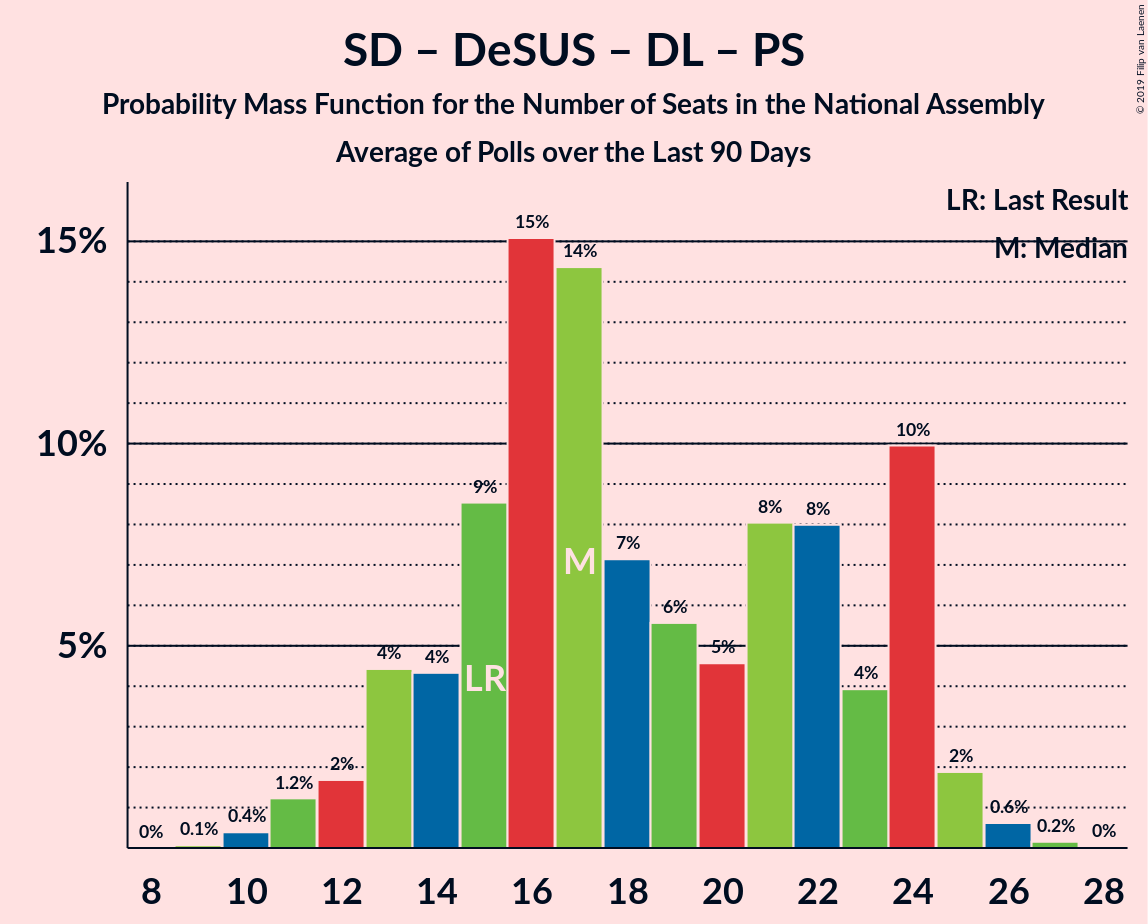 SD – DeSUS – DL – PS
Probability Mass Function for the Number of Seats in the National Assembly
Average of Polls over the Last 90 Days
© 2019 Filip van Laenen
LR: Last Result
M: Median
15%
10%
5%
0%
0.1%
0.4%
1.2%
2%
4%
4%
9%
15%
14%
7%
6%
5%
8%
8%
4%
10%
2%
0.6%
0.2%
0%
LR
M
8 10 12 14 16 18 20 22 24 26 28